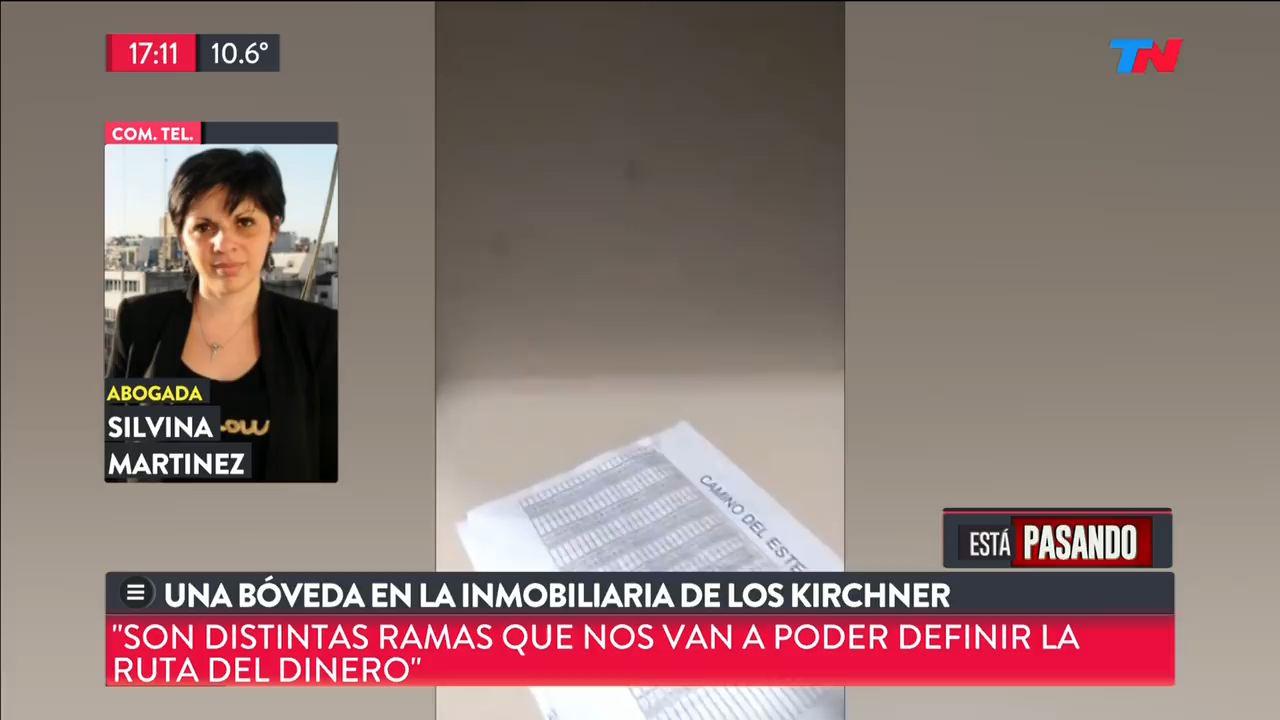 17:11 10.6°
TN
COM. TEL.
ABOGADA
SILVINA
MARTINEZ
CAMINO DEL ESTE
ESTÁ PASANDO
UNA BÓVEDA EN LA INMOBILIARIA DE LOS KIRCHNER
"SON DISTINTAS RAMAS QUE NOS VAN A PODER DEFINIR LA
RUTA DEL DINERO"